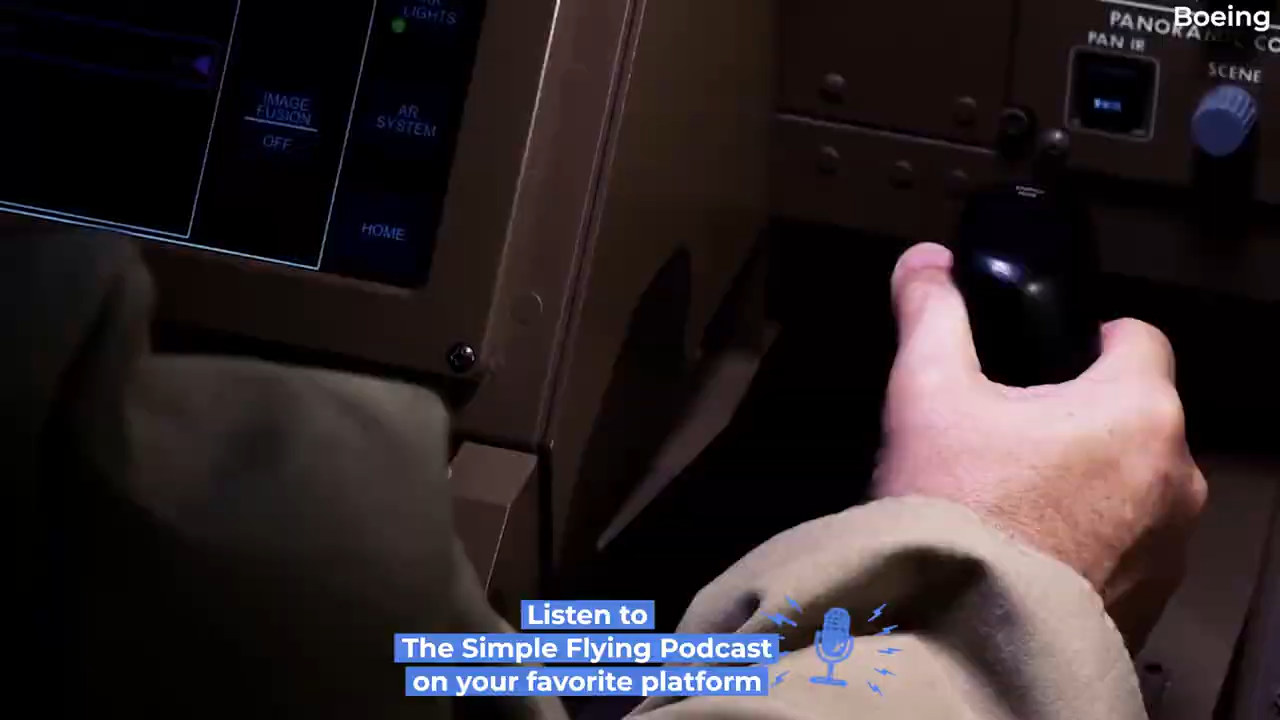 Boeing
LIGHTS
IMAGE
FUSION
OFF
AR
SYSTEM
HOME
PANORAMIC
PAN IR
SCENE
Listen to
The Simple Flying Podcast
on your favorite platform